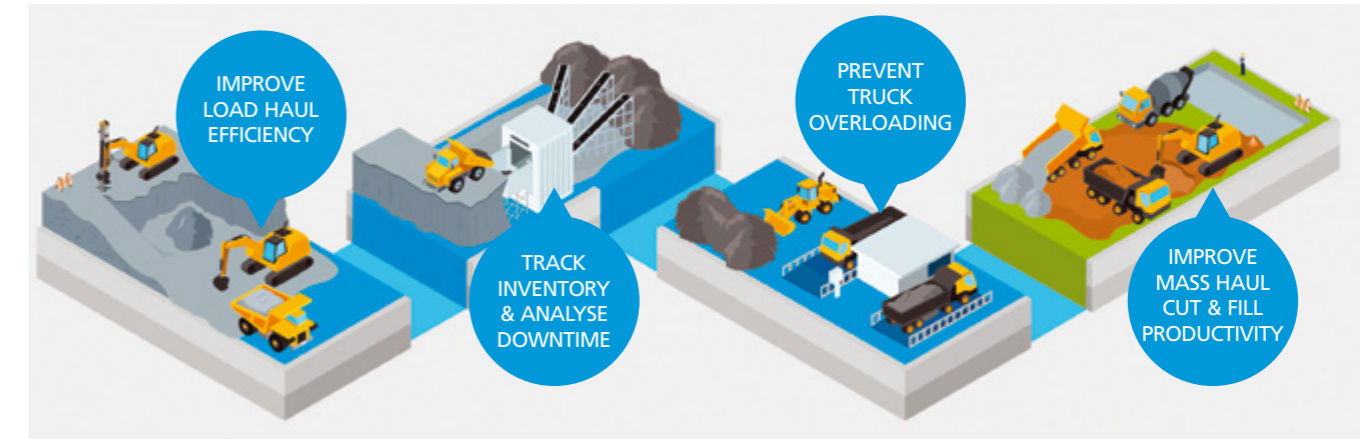 IMPROVE
LOAD HAUL
EFFICIENCY
TRACK
INVENTORY
& ANALYSE
DOWNTIME
PREVENT
TRUCK
OVERLOADING
IMPROVE
MASS HAUL
CUT & FILL
PRODUCTIVITY